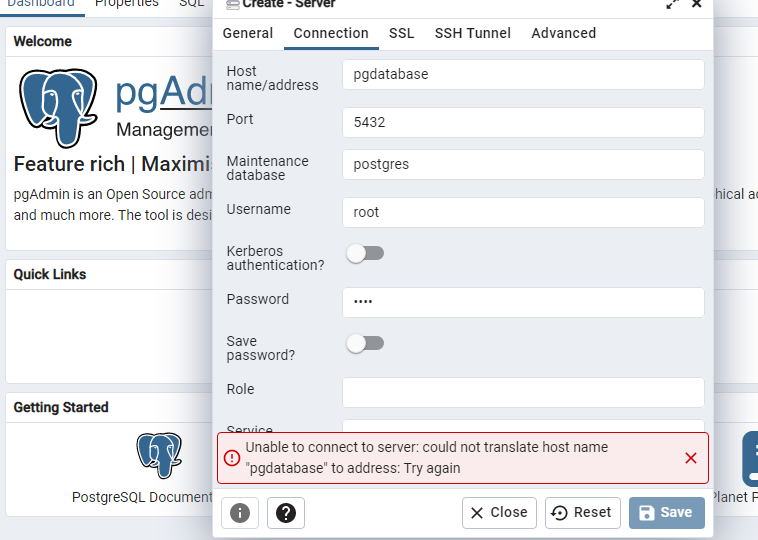 Dashboard Properties SQL
Create - Server
Welcome
General Connection SSL SSH Tunnel Advanced
Host name/address
pgdatabase
pgAd
Managemer
Port
5432
Feature rich | Maximi
Maintenance database
postgres
pgAdmin is an Open Source adm
hical ac
and much more. The tool is desi
Username
root
Kerberos authentication?
Quick Links
Password
••••
Save password?
Role
Getting Started
Service
Unable to connect to server: could not translate host name
"pgdatabase" to address: Try again
PostgreSQL Document
Planet P
Close Reset Save